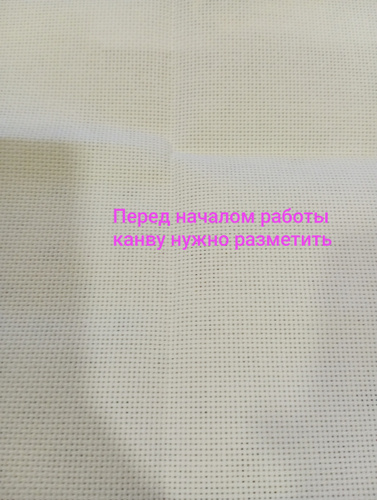 Перед началом работы
канву нужно разметить